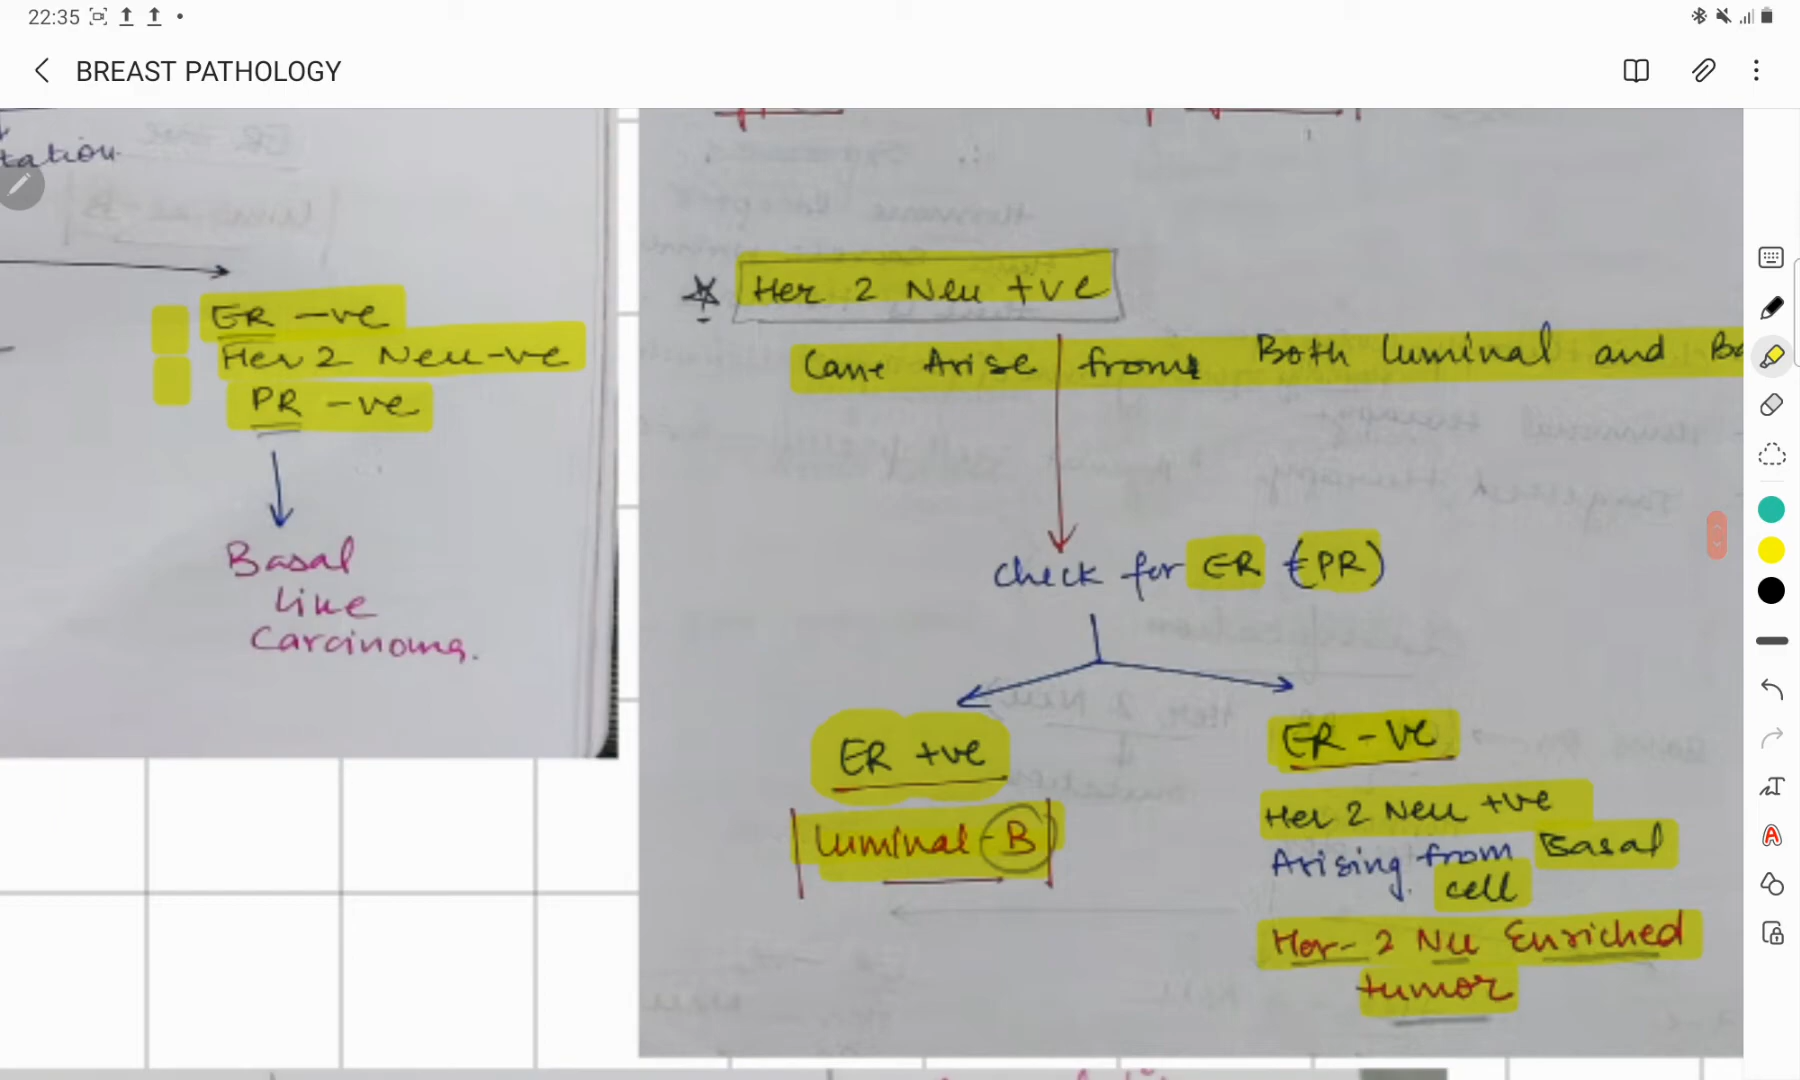 22:35
BREAST PATHOLOGY
tation
ER -ve
Her 2 Neu -ve
PR -ve
Basal
like
Carcinoma.
Her 2 Neu +ve
Can Arise from Both luminal and Ba
Check for ER (PR)
ER +ve
luminal - B
ER - ve
Her 2 Neu +ve
Arising from Basal
cell
Her- 2 Nu Enriched
tumor